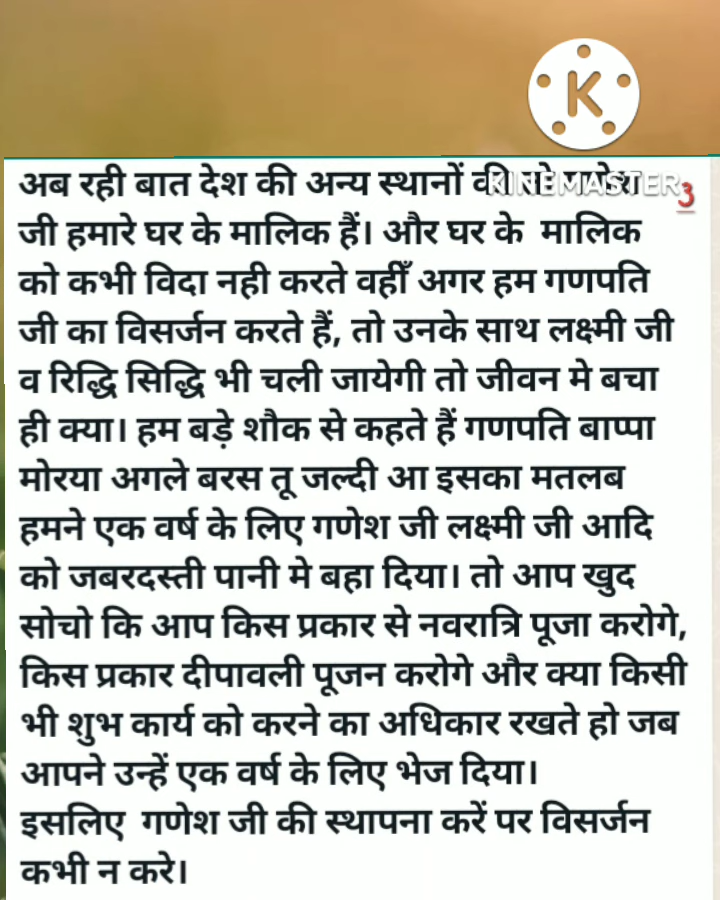 K
KINEMASTER
3
अब रही बात देश की अन्य स्थानों की
जी हमारे घर के मालिक हैं। और घर के मालिक
को कभी विदा नही करते वहीँ अगर हम गणपति
जी का विसर्जन करते हैं, तो उनके साथ लक्ष्मी जी
व रिद्धि सिद्धि भी चली जायेगी तो जीवन मे बचा
ही क्या। हम बड़े शौक से कहते हैं गणपति बाप्पा
मोरया अगले बरस तू जल्दी आ इसका मतलब
हमने एक वर्ष के लिए गणेश जी लक्ष्मी जी आदि
को जबरदस्ती पानी मे बहा दिया। तो आप खुद
सोचो कि आप किस प्रकार से नवरात्रि पूजा करोगे,
किस प्रकार दीपावली पूजन करोगे और क्या किसी
भी शुभ कार्य को करने का अधिकार रखते हो जब
आपने उन्हें एक वर्ष के लिए भेज दिया।
इसलिए गणेश जी की स्थापना करें पर विसर्जन
कभी न करे।